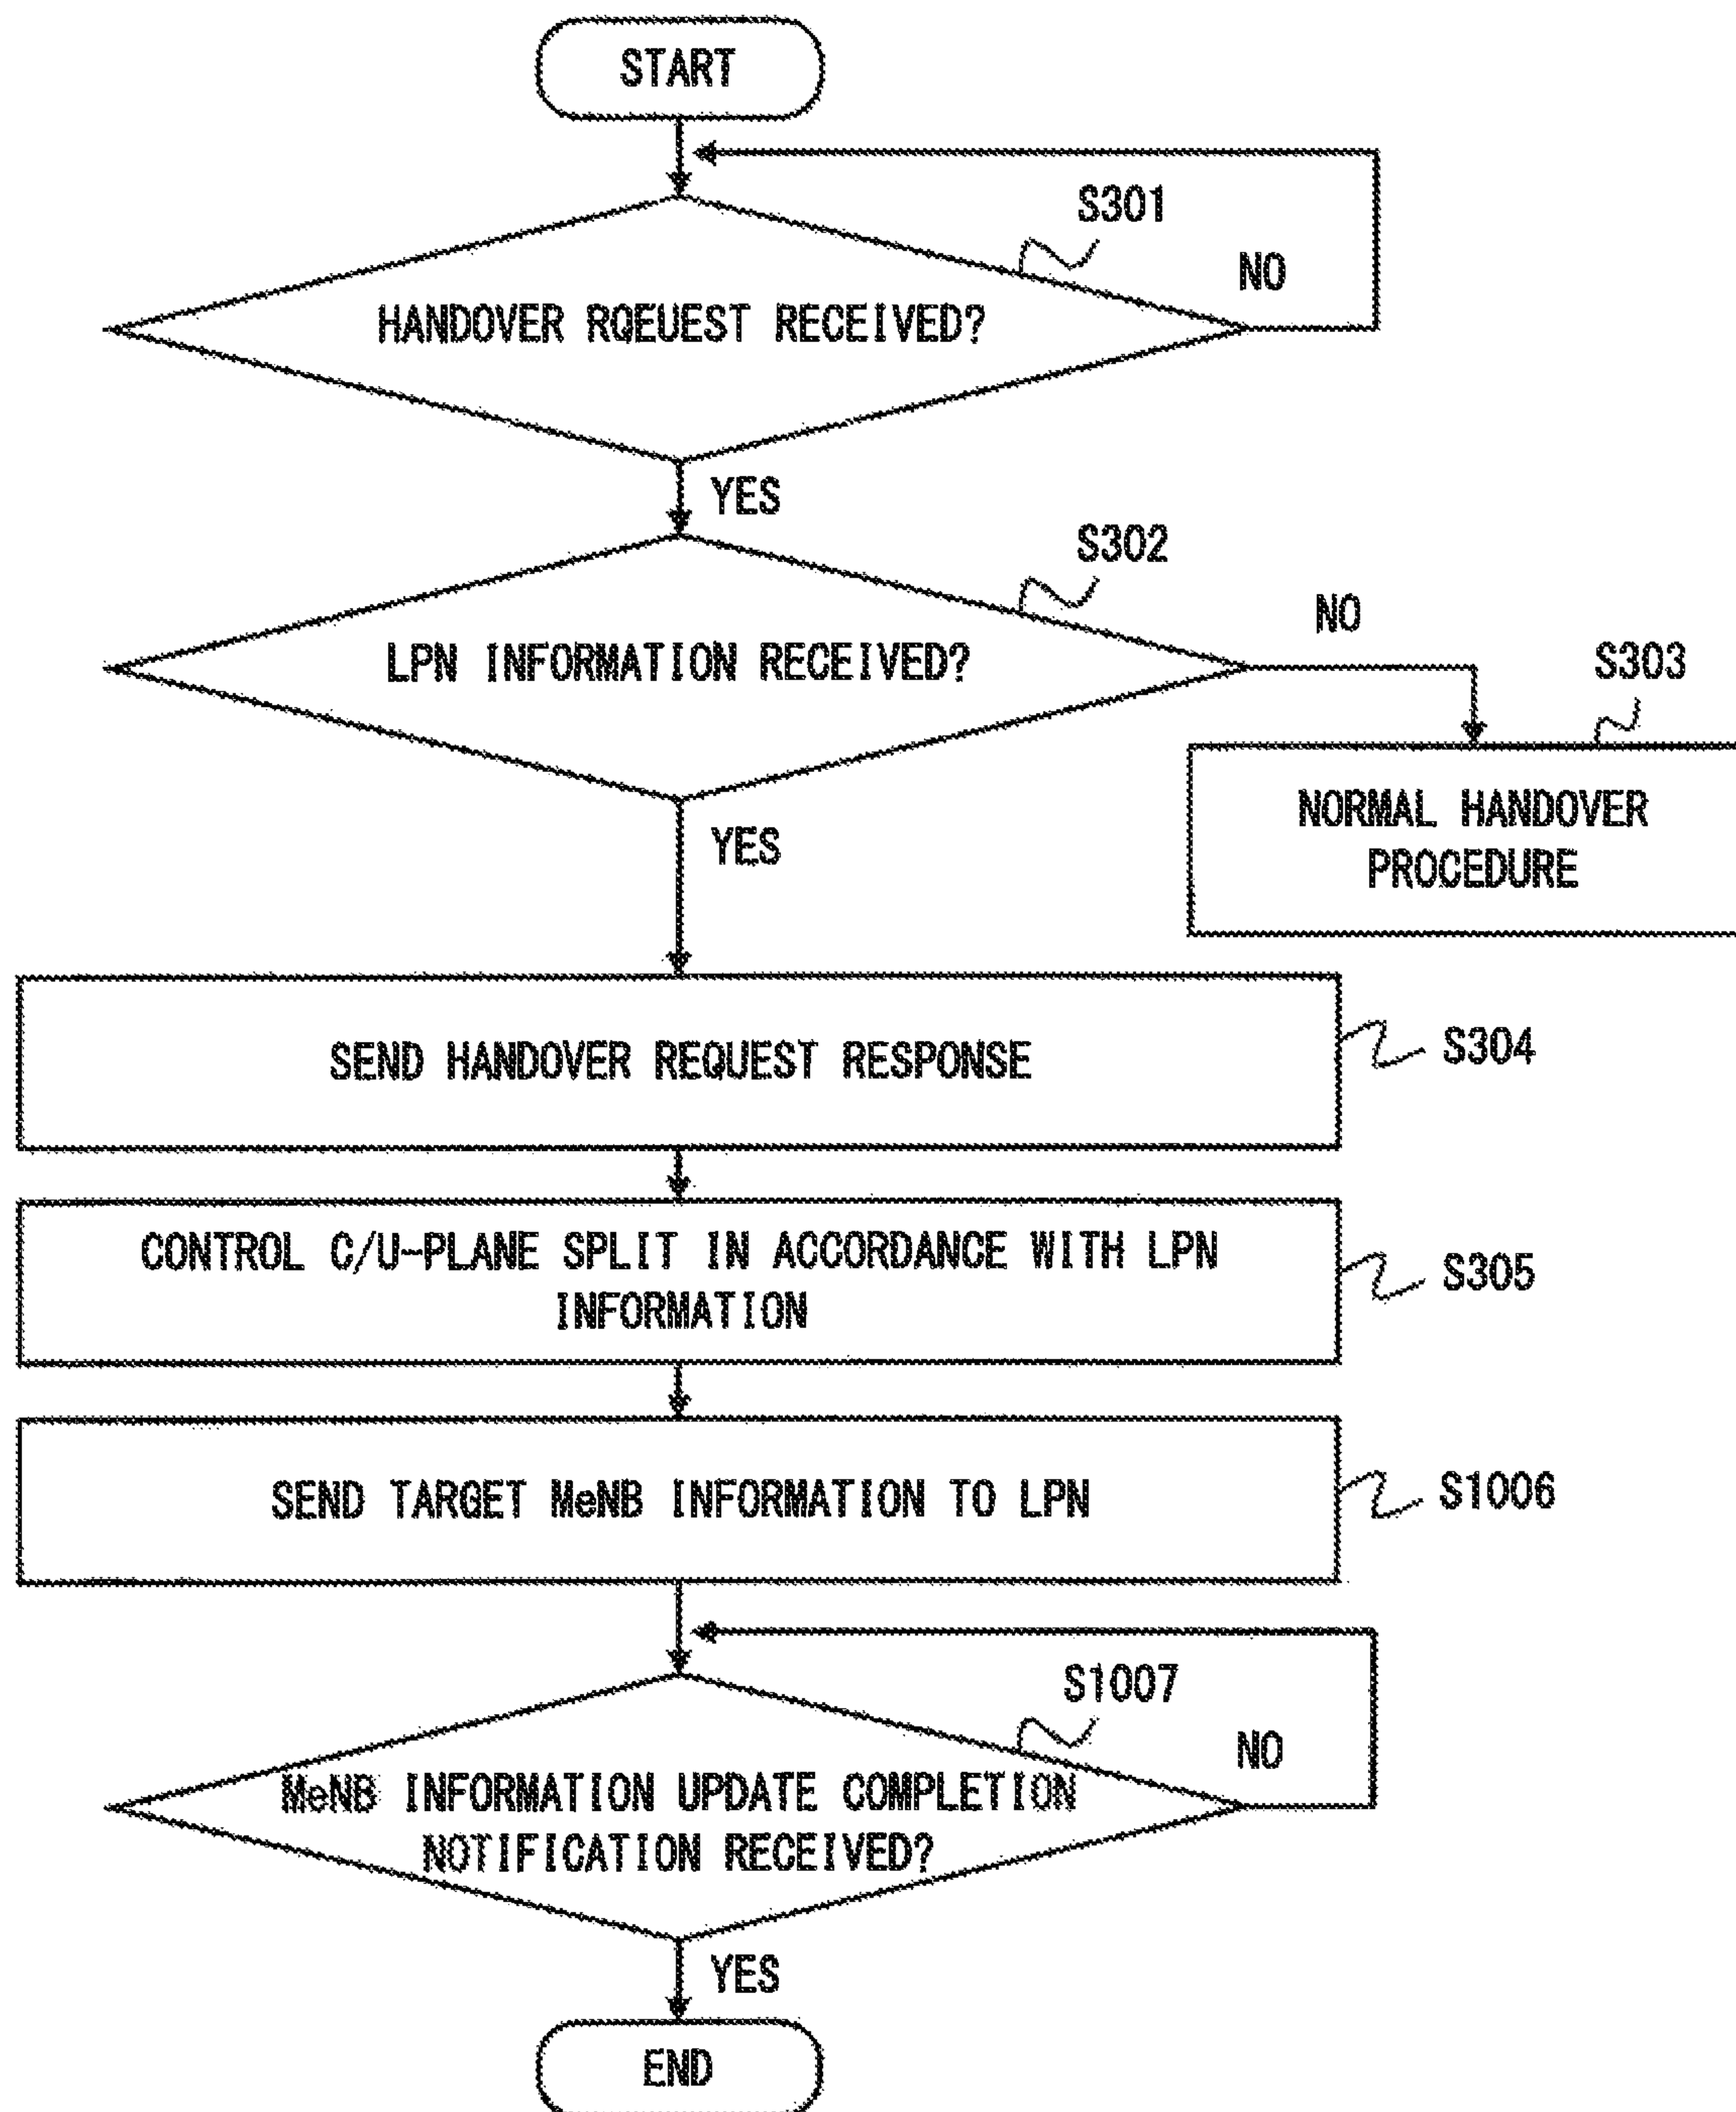 START
S301
NO
HANDOVER RQEUEST RECEIVED?
YES
S302
NO
LPN INFORMATION RECEIVED?
S303
YES
NORMAL HANDOVER
PROCEDURE
SEND HANDOVER REQUEST RESPONSE
S304
CONTROL C/U-PLANE SPLIT IN ACCORDANCE WITH LPN
INFORMATION
S305
SEND TARGET MeNB INFORMATION TO LPN
S1006
S1007
NO
MeNB INFORMATION UPDATE COMPLETION
NOTIFICATION RECEIVED?
YES
END